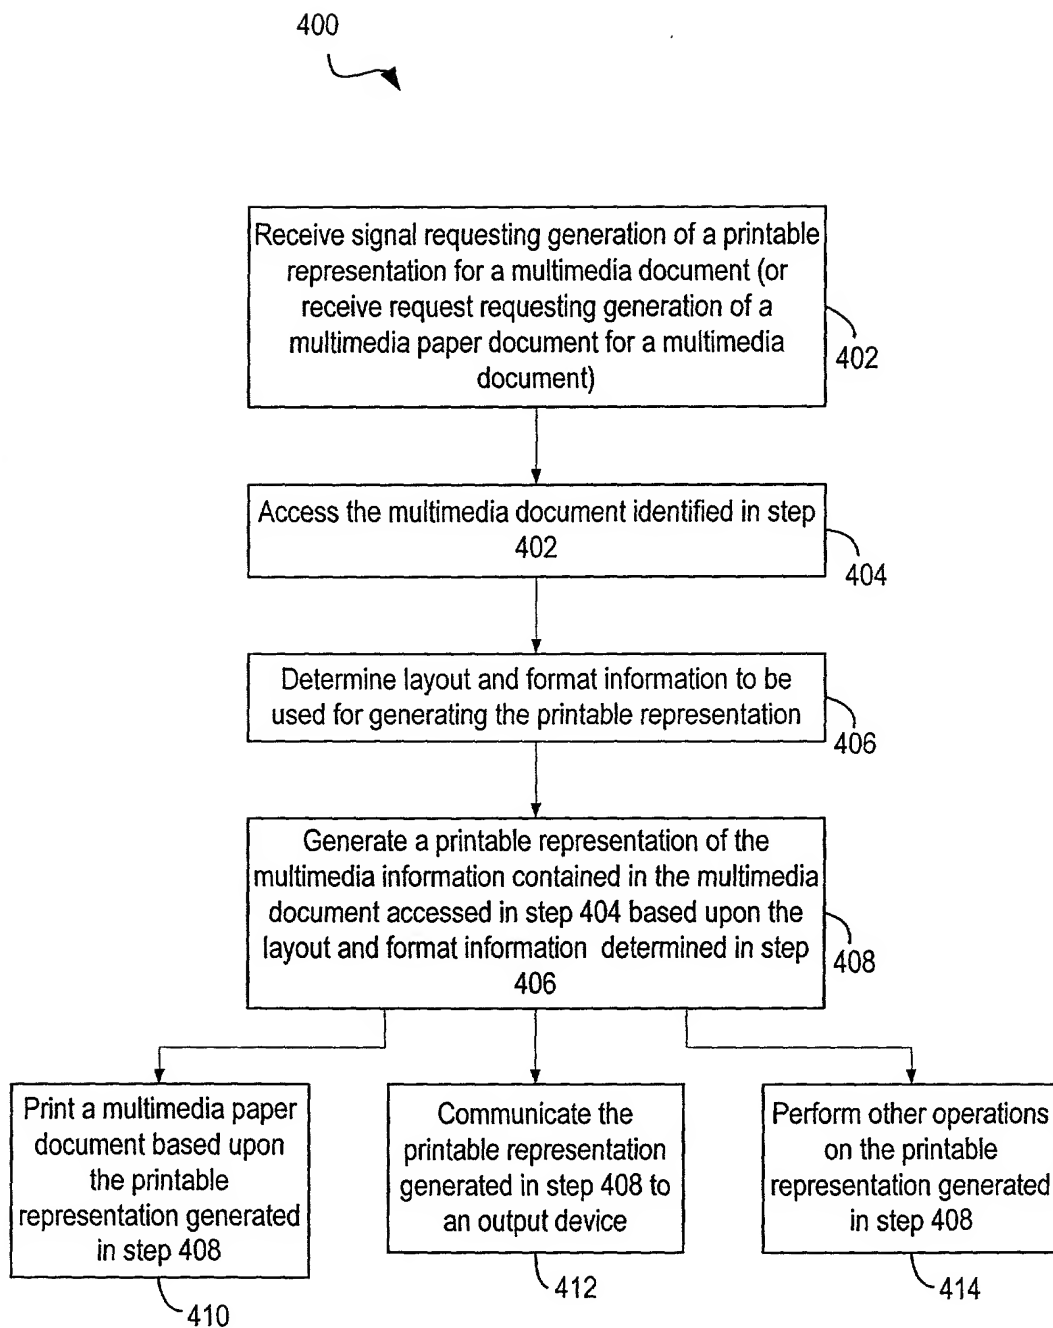 400
Receive signal requesting generation of a printable
representation for a multimedia document (or
receive request requesting generation of a
multimedia paper document for a multimedia
document)
402
Access the multimedia document identified in step
402
404
Determine layout and format information to be
used for generating the printable representation
406
Generate a printable representation of the
multimedia information contained in the multimedia
document accessed in step 404 based upon the
layout and format information determined in step
406
408
Print a multimedia paper
document based upon
the printable
representation generated
in step 408
410
Communicate the
printable representation
generated in step 408 to
an output device
412
Perform other operations
on the printable
representation generated
in step 408
414